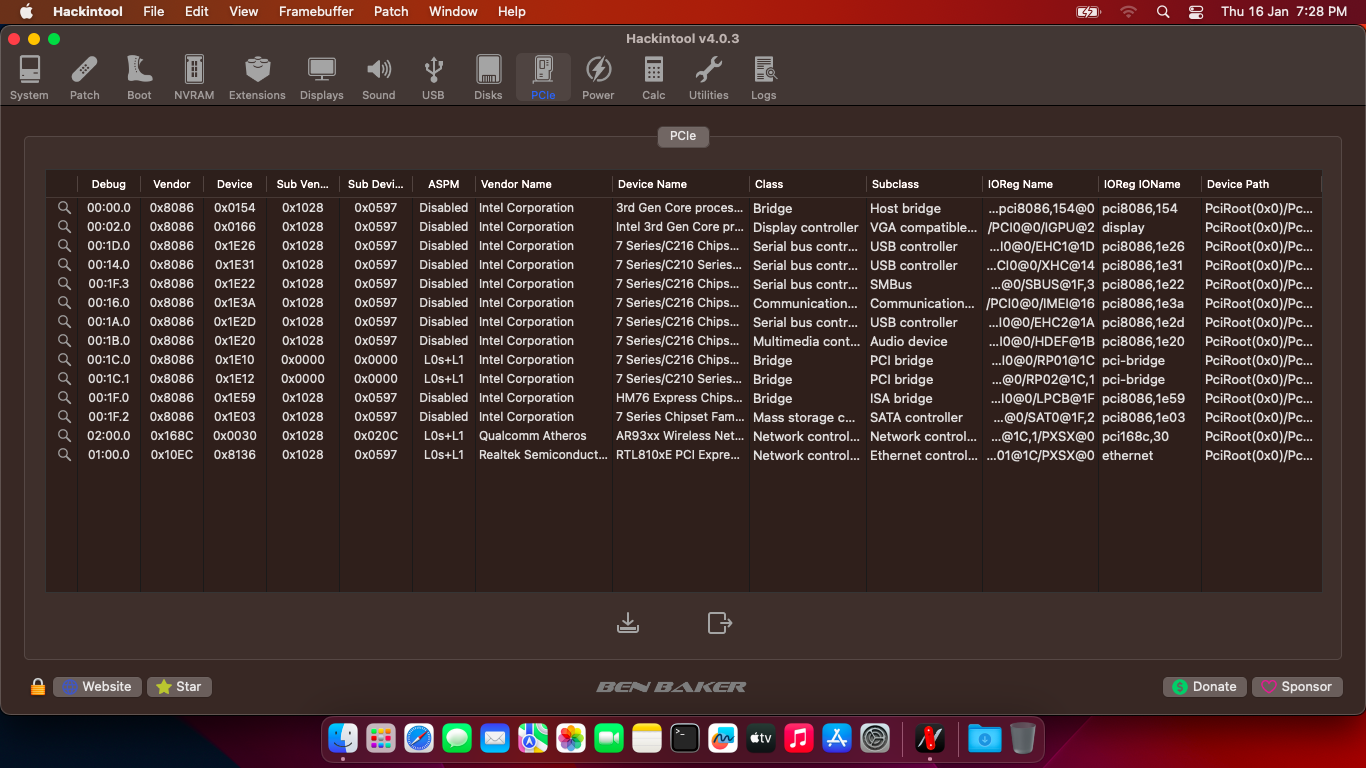 Hackintool File Edit View Framebuffer Patch Window Help Thu 16 Jan 7:28 PM
Hackintool v4.0.3
System Patch Boot NVRAM Extensions Displays Sound USB Disks PCIe Power Calc Utilities Logs
PCIe
Debug Vendor Device Sub Ven... Sub Devi... ASPM Vendor Name Device Name Class Subclass IOReg Name IOReg IOName Device Path
00:00.0 0x8086 0x0154 0x1028 0x0597 Disabled Intel Corporation 3rd Gen Core proces... Bridge Host bridge ...pci8086,154@0 pci8086,154 PciRoot(0x0)/Pc...
00:02.0 0x8086 0x0166 0x1028 0x0597 Disabled Intel Corporation Intel 3rd Gen Core pr... Display controller VGA compatible... /PCI0@0/IGPU@2 display PciRoot(0x0)/Pc...
00:1D.0 0x8086 0x1E26 0x1028 0x0597 Disabled Intel Corporation 7 Series/C216 Chips... Serial bus contr... USB controller ...I0@0/EHC1@1D pci8086,1e26 PciRoot(0x0)/Pc...
00:14.0 0x8086 0x1E31 0x1028 0x0597 Disabled Intel Corporation 7 Series/C210 Series... Serial bus contr... USB controller ...CI0@0/XHC@14 pci8086,1e31 PciRoot(0x0)/Pc...
00:1F.3 0x8086 0x1E22 0x1028 0x0597 Disabled Intel Corporation 7 Series/C216 Chips... Serial bus contr... SMBus ...@0/SBUS@1F,3 pci8086,1e22 PciRoot(0x0)/Pc...
00:16.0 0x8086 0x1E3A 0x1028 0x0597 Disabled Intel Corporation 7 Series/C216 Chips... Communication... Communication... /PCI0@0/IMEI@16 pci8086,1e3a PciRoot(0x0)/Pc...
00:1A.0 0x8086 0x1E2D 0x1028 0x0597 Disabled Intel Corporation 7 Series/C216 Chips... Serial bus contr... USB controller ...I0@0/EHC2@1A pci8086,1e2d PciRoot(0x0)/Pc...
00:1B.0 0x8086 0x1E20 0x1028 0x0597 Disabled Intel Corporation 7 Series/C216 Chips... Multimedia cont... Audio device ...I0@0/HDEF@1B pci8086,1e20 PciRoot(0x0)/Pc...
00:1C.0 0x8086 0x1E10 0x0000 0x0000 L0s+L1 Intel Corporation 7 Series/C216 Chips... Bridge PCI bridge ...I0@0/RP01@1C pci-bridge PciRoot(0x0)/Pc...
00:1C.1 0x8086 0x1E12 0x0000 0x0000 L0s+L1 Intel Corporation 7 Series/C210 Series... Bridge PCI bridge ...@0/RP02@1C,1 pci-bridge PciRoot(0x0)/Pc...
00:1F.0 0x8086 0x1E59 0x1028 0x0597 Disabled Intel Corporation HM76 Express Chips... Bridge ISA bridge ...I0@0/LPCB@1F pci8086,1e59 PciRoot(0x0)/Pc...
00:1F.2 0x8086 0x1E03 0x1028 0x0597 Disabled Intel Corporation 7 Series Chipset Fam... Mass storage c... SATA controller ...@0/SAT0@1F,2 pci8086,1e03 PciRoot(0x0)/Pc...
02:00.0 0x168C 0x0030 0x1028 0x020C L0s+L1 Qualcomm Atheros AR93xx Wireless Net... Network control... Network control... ...@1C,1/PXSX@0 pci168c,30 PciRoot(0x0)/Pc...
01:00.0 0x10EC 0x8136 0x1028 0x0597 L0s+L1 Realtek Semiconduct... RTL810xE PCI Expre... Network control... Ethernet control... ...01@1C/PXSX@0 ethernet PciRoot(0x0)/Pc...
Website Star BEN BAKER Donate Sponsor
tv